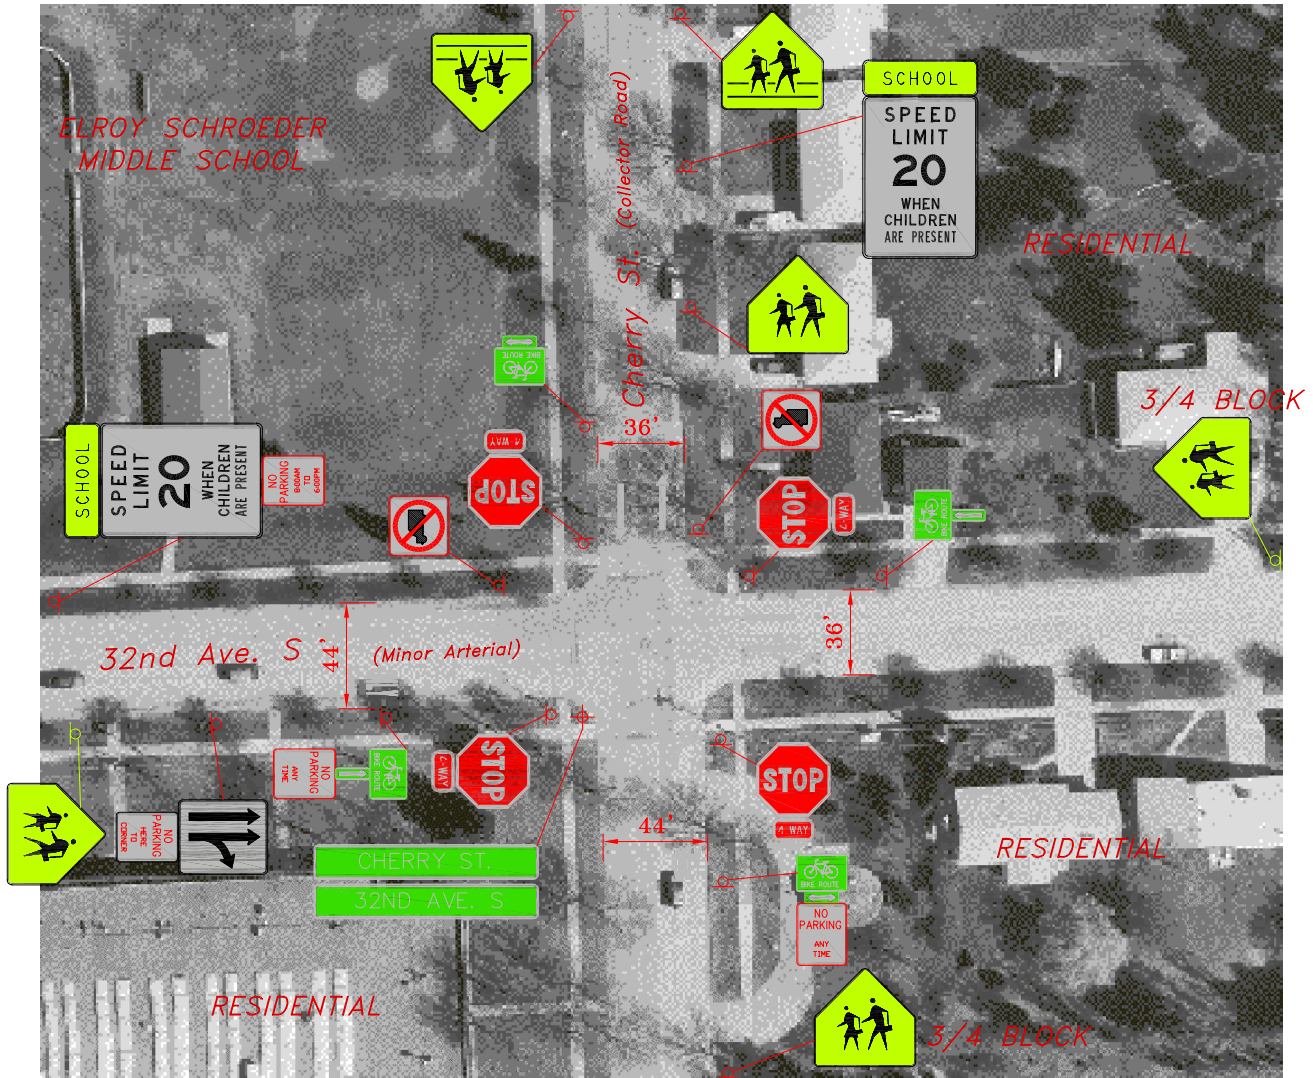 ELROY SCHROEDER
MIDDLE SCHOOL
Cherry St. (Collector Road)
SCHOOL
SPEED
LIMIT
20
WHEN
CHILDREN
ARE PRESENT
RESIDENTIAL
BIKE ROUTE
36'
3/4 BLOCK
SCHOOL
SPEED
LIMIT
20
WHEN
CHILDREN
ARE PRESENT
NO
PARKING
8:00AM
TO
6:00PM
4-WAY
STOP
STOP
4-WAY
BIKE ROUTE
32nd Ave. S
44'
(Minor Arterial)
36'
NO
PARKING
ANY
TIME
BIKE ROUTE
4-WAY
STOP
STOP
4-WAY
NO
PARKING
HERE
TO
CORNER
44'
CHERRY ST.
32ND AVE. S
BIKE ROUTE
NO
PARKING
ANY
TIME
RESIDENTIAL
RESIDENTIAL
3/4 BLOCK